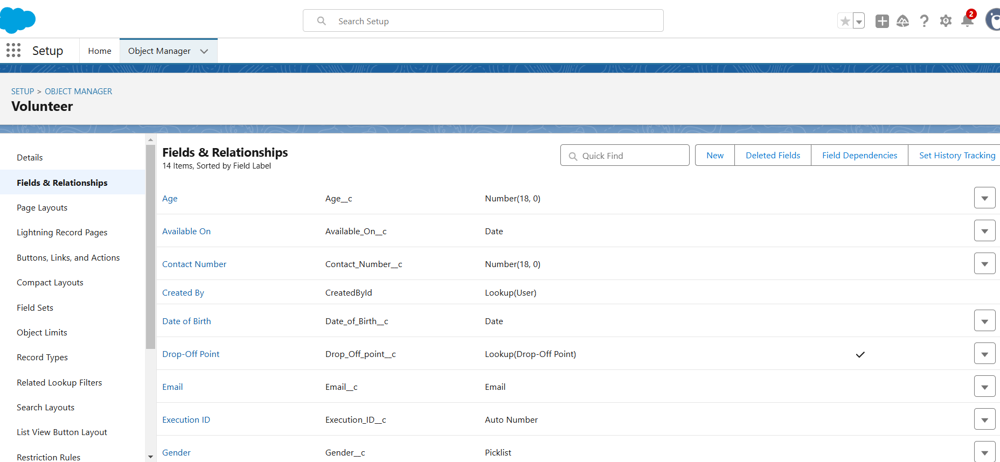 Search Setup
2
Setup
Home
Object Manager
SETUP > OBJECT MANAGER
Volunteer
Details
Fields & Relationships
Page Layouts
Lightning Record Pages
Buttons, Links, and Actions
Compact Layouts
Field Sets
Object Limits
Record Types
Related Lookup Filters
Search Layouts
List View Button Layout
Restriction Rules
Fields & Relationships
14 Items, Sorted by Field Label
Quick Find
New
Deleted Fields
Field Dependencies
Set History Tracking
Age Age__c Number(18, 0)
Available On Available_On__c Date
Contact Number Contact_Number__c Number(18, 0)
Created By CreatedById Lookup(User)
Date of Birth Date_of_Birth__c Date
Drop-Off Point Drop_Off_point__c Lookup(Drop-Off Point)
Email Email__c Email
Execution ID Execution_ID__c Auto Number
Gender Gender__c Picklist